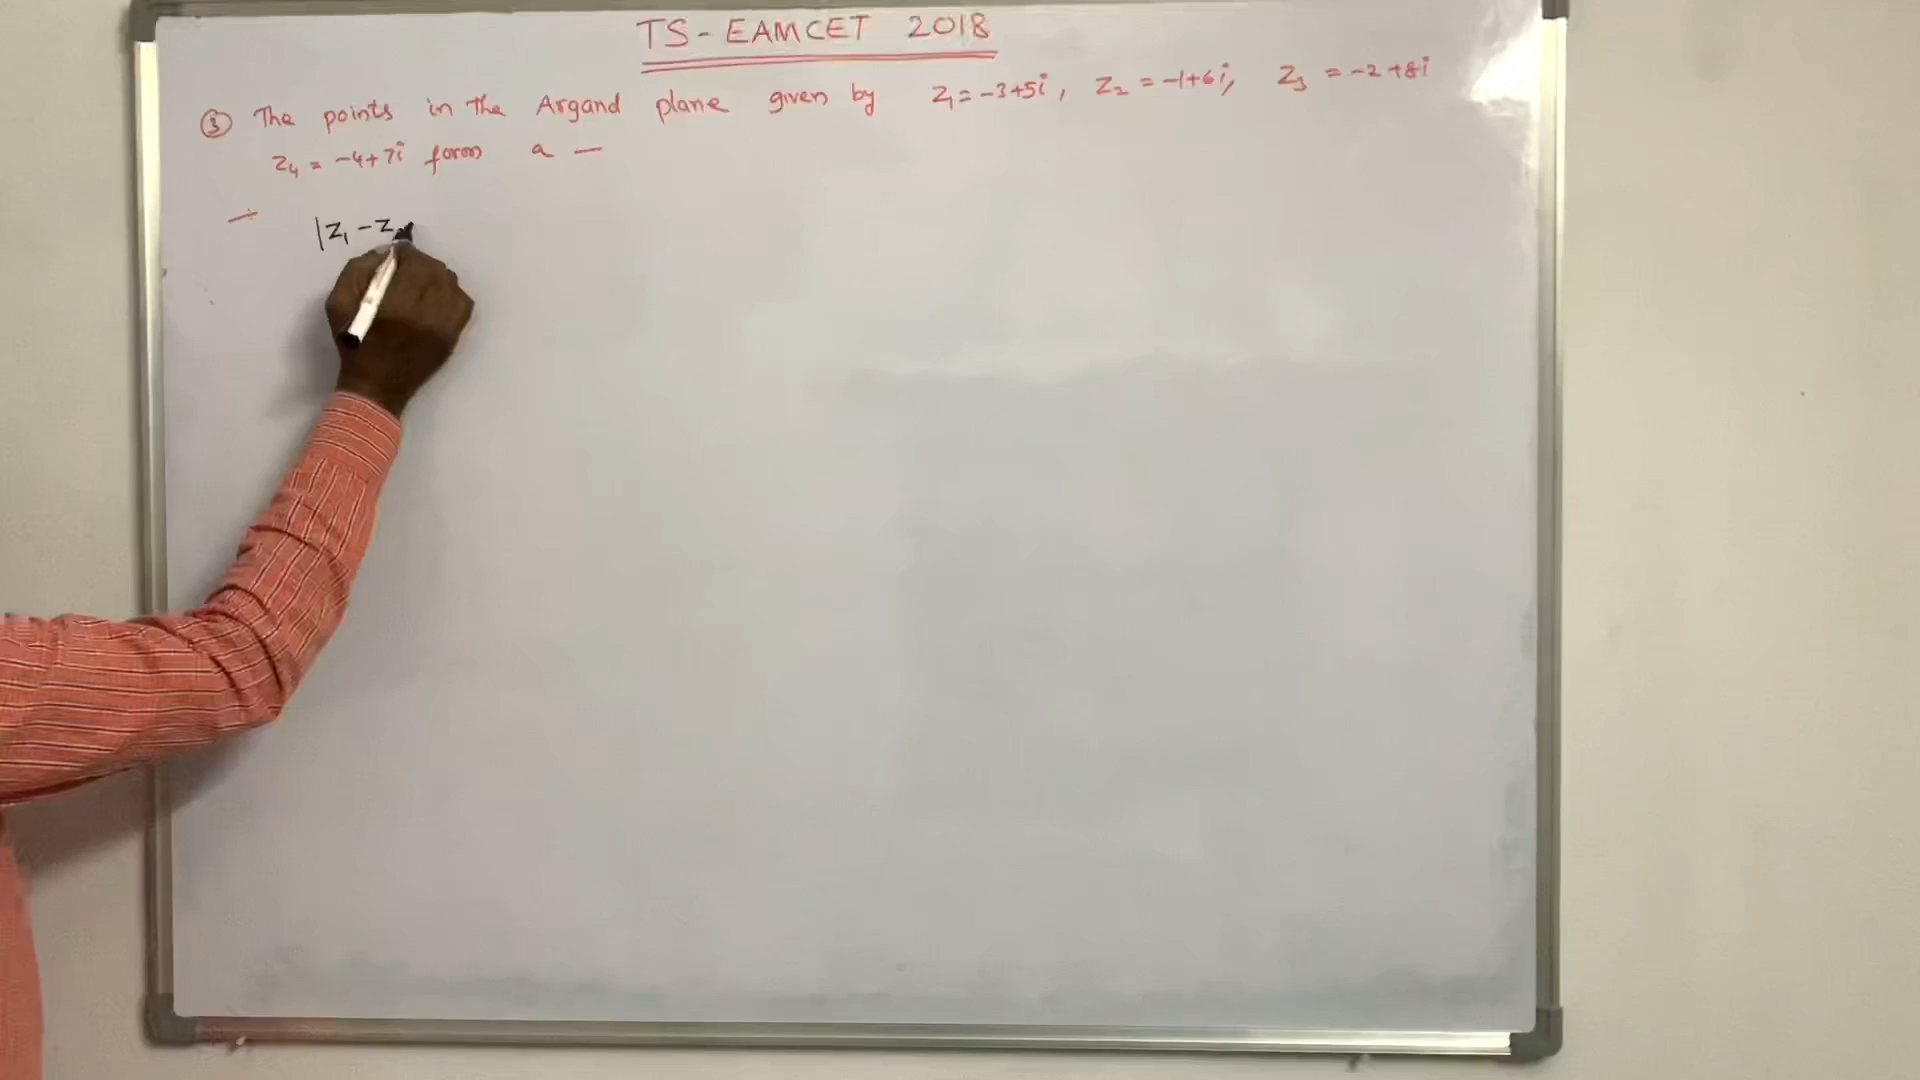 TS - EAMCET 2018
③ The points in the Argand plane given by Z₁ = -3+5i, Z₂ = -1+6i, Z₃ = -2+8i
Z₄ = -4+7i form a —
|Z₁ - Z